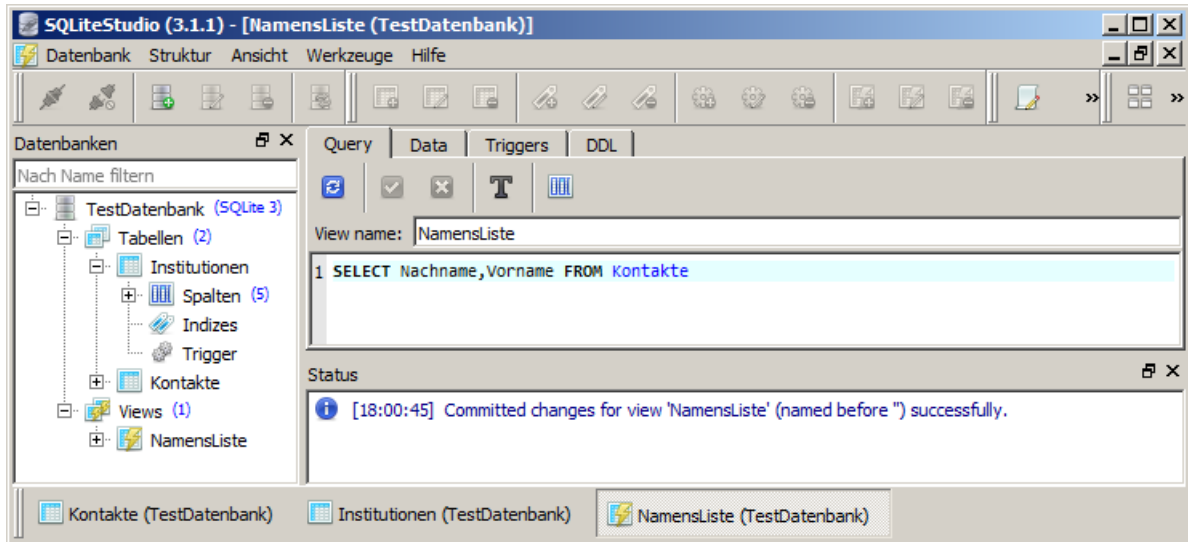 SQLiteStudio (3.1.1) - [NamensListe (TestDatenbank)]
Datenbank Struktur Ansicht Werkzeuge Hilfe
Datenbanken
Nach Name filtern
TestDatenbank (SQLite 3)
Tabellen (2)
Institutionen
Spalten (5)
Indizes
Trigger
Kontakte
Views (1)
NamensListe
Query Data Triggers DDL
T
View name: NamensListe
1 SELECT Nachname,Vorname FROM Kontakte
Status
[18:00:45] Committed changes for view 'NamensListe' (named before '') successfully.
Kontakte (TestDatenbank) Institutionen (TestDatenbank) NamensListe (TestDatenbank)